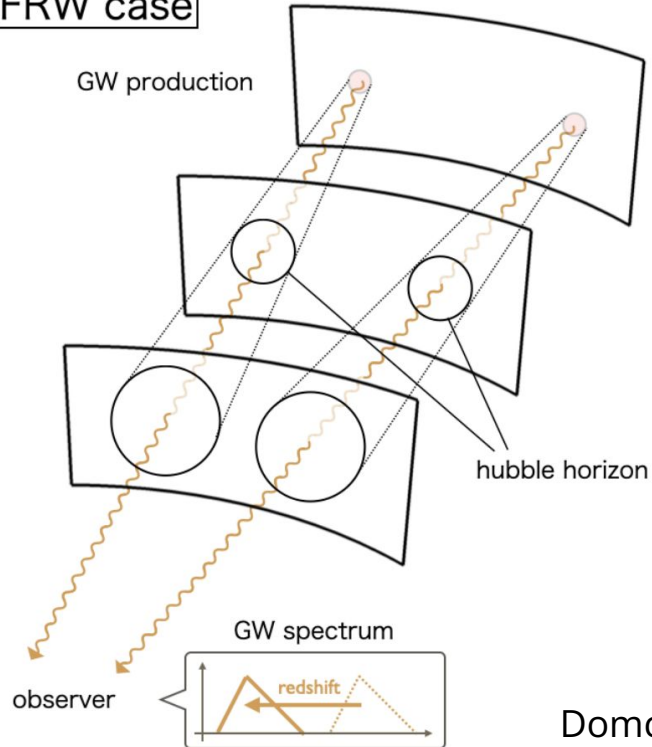 FRW case
GW production
hubble horizon
GW spectrum
redshift
observer